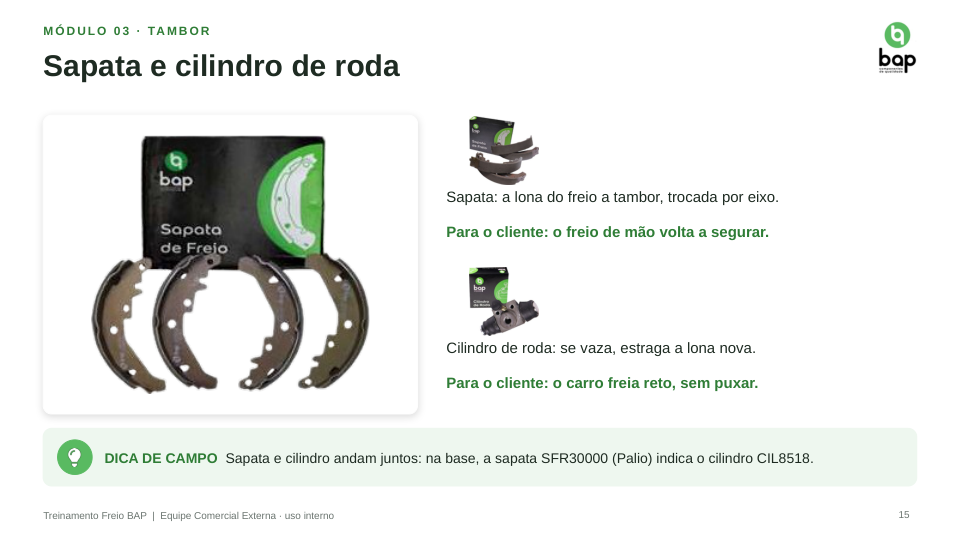 MÓDULO 03 · TAMBOR
Sapata e cilindro de roda
bap
bap
Sapata
de Freio
Sapata: a lona do freio a tambor, trocada por eixo.
Para o cliente: o freio de mão volta a segurar.
bap
Cilindro de roda: se vaza, estraga a lona nova.
Para o cliente: o carro freia reto, sem puxar.
DICA DE CAMPO Sapata e cilindro andam juntos: na base, a sapata SFR30000 (Palio) indica o cilindro CIL8518.
Treinamento Freio BAP | Equipe Comercial Externa · uso interno
15